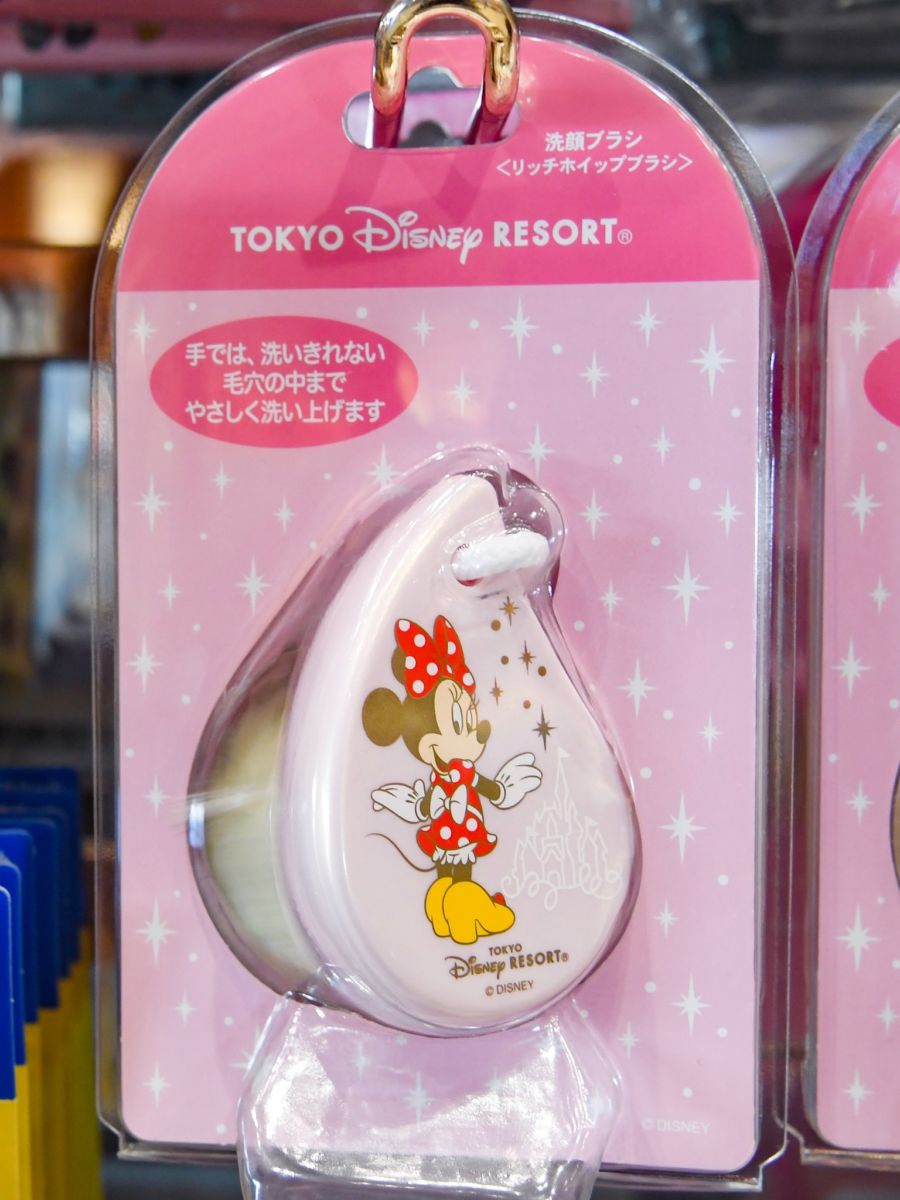 洗顔ブラシ
<リッチホイップブラシ>
TOKYO Disney RESORT®
手では、洗いきれない
毛穴の中まで
やさしく洗い上げます
TOKYO
Disney RESORT®
© DISNEY
© DISNEY